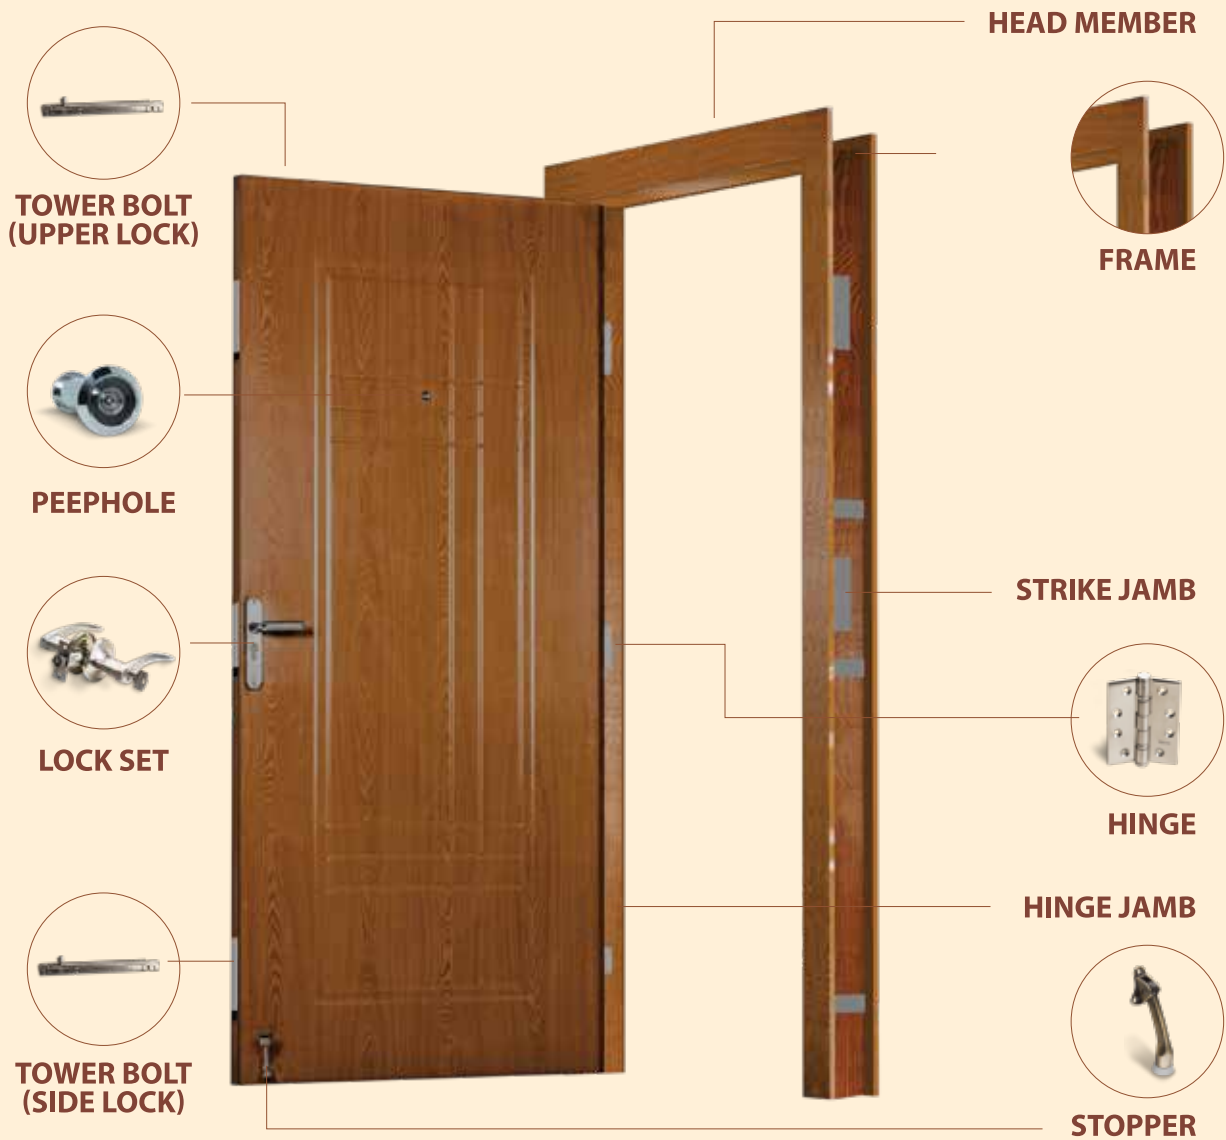 HEAD MEMBER
TOWER BOLT
(UPPER LOCK)
FRAME
PEEPHOLE
STRIKE JAMB
LOCK SET
HINGE
HINGE JAMB
TOWER BOLT
(SIDE LOCK)
STOPPER